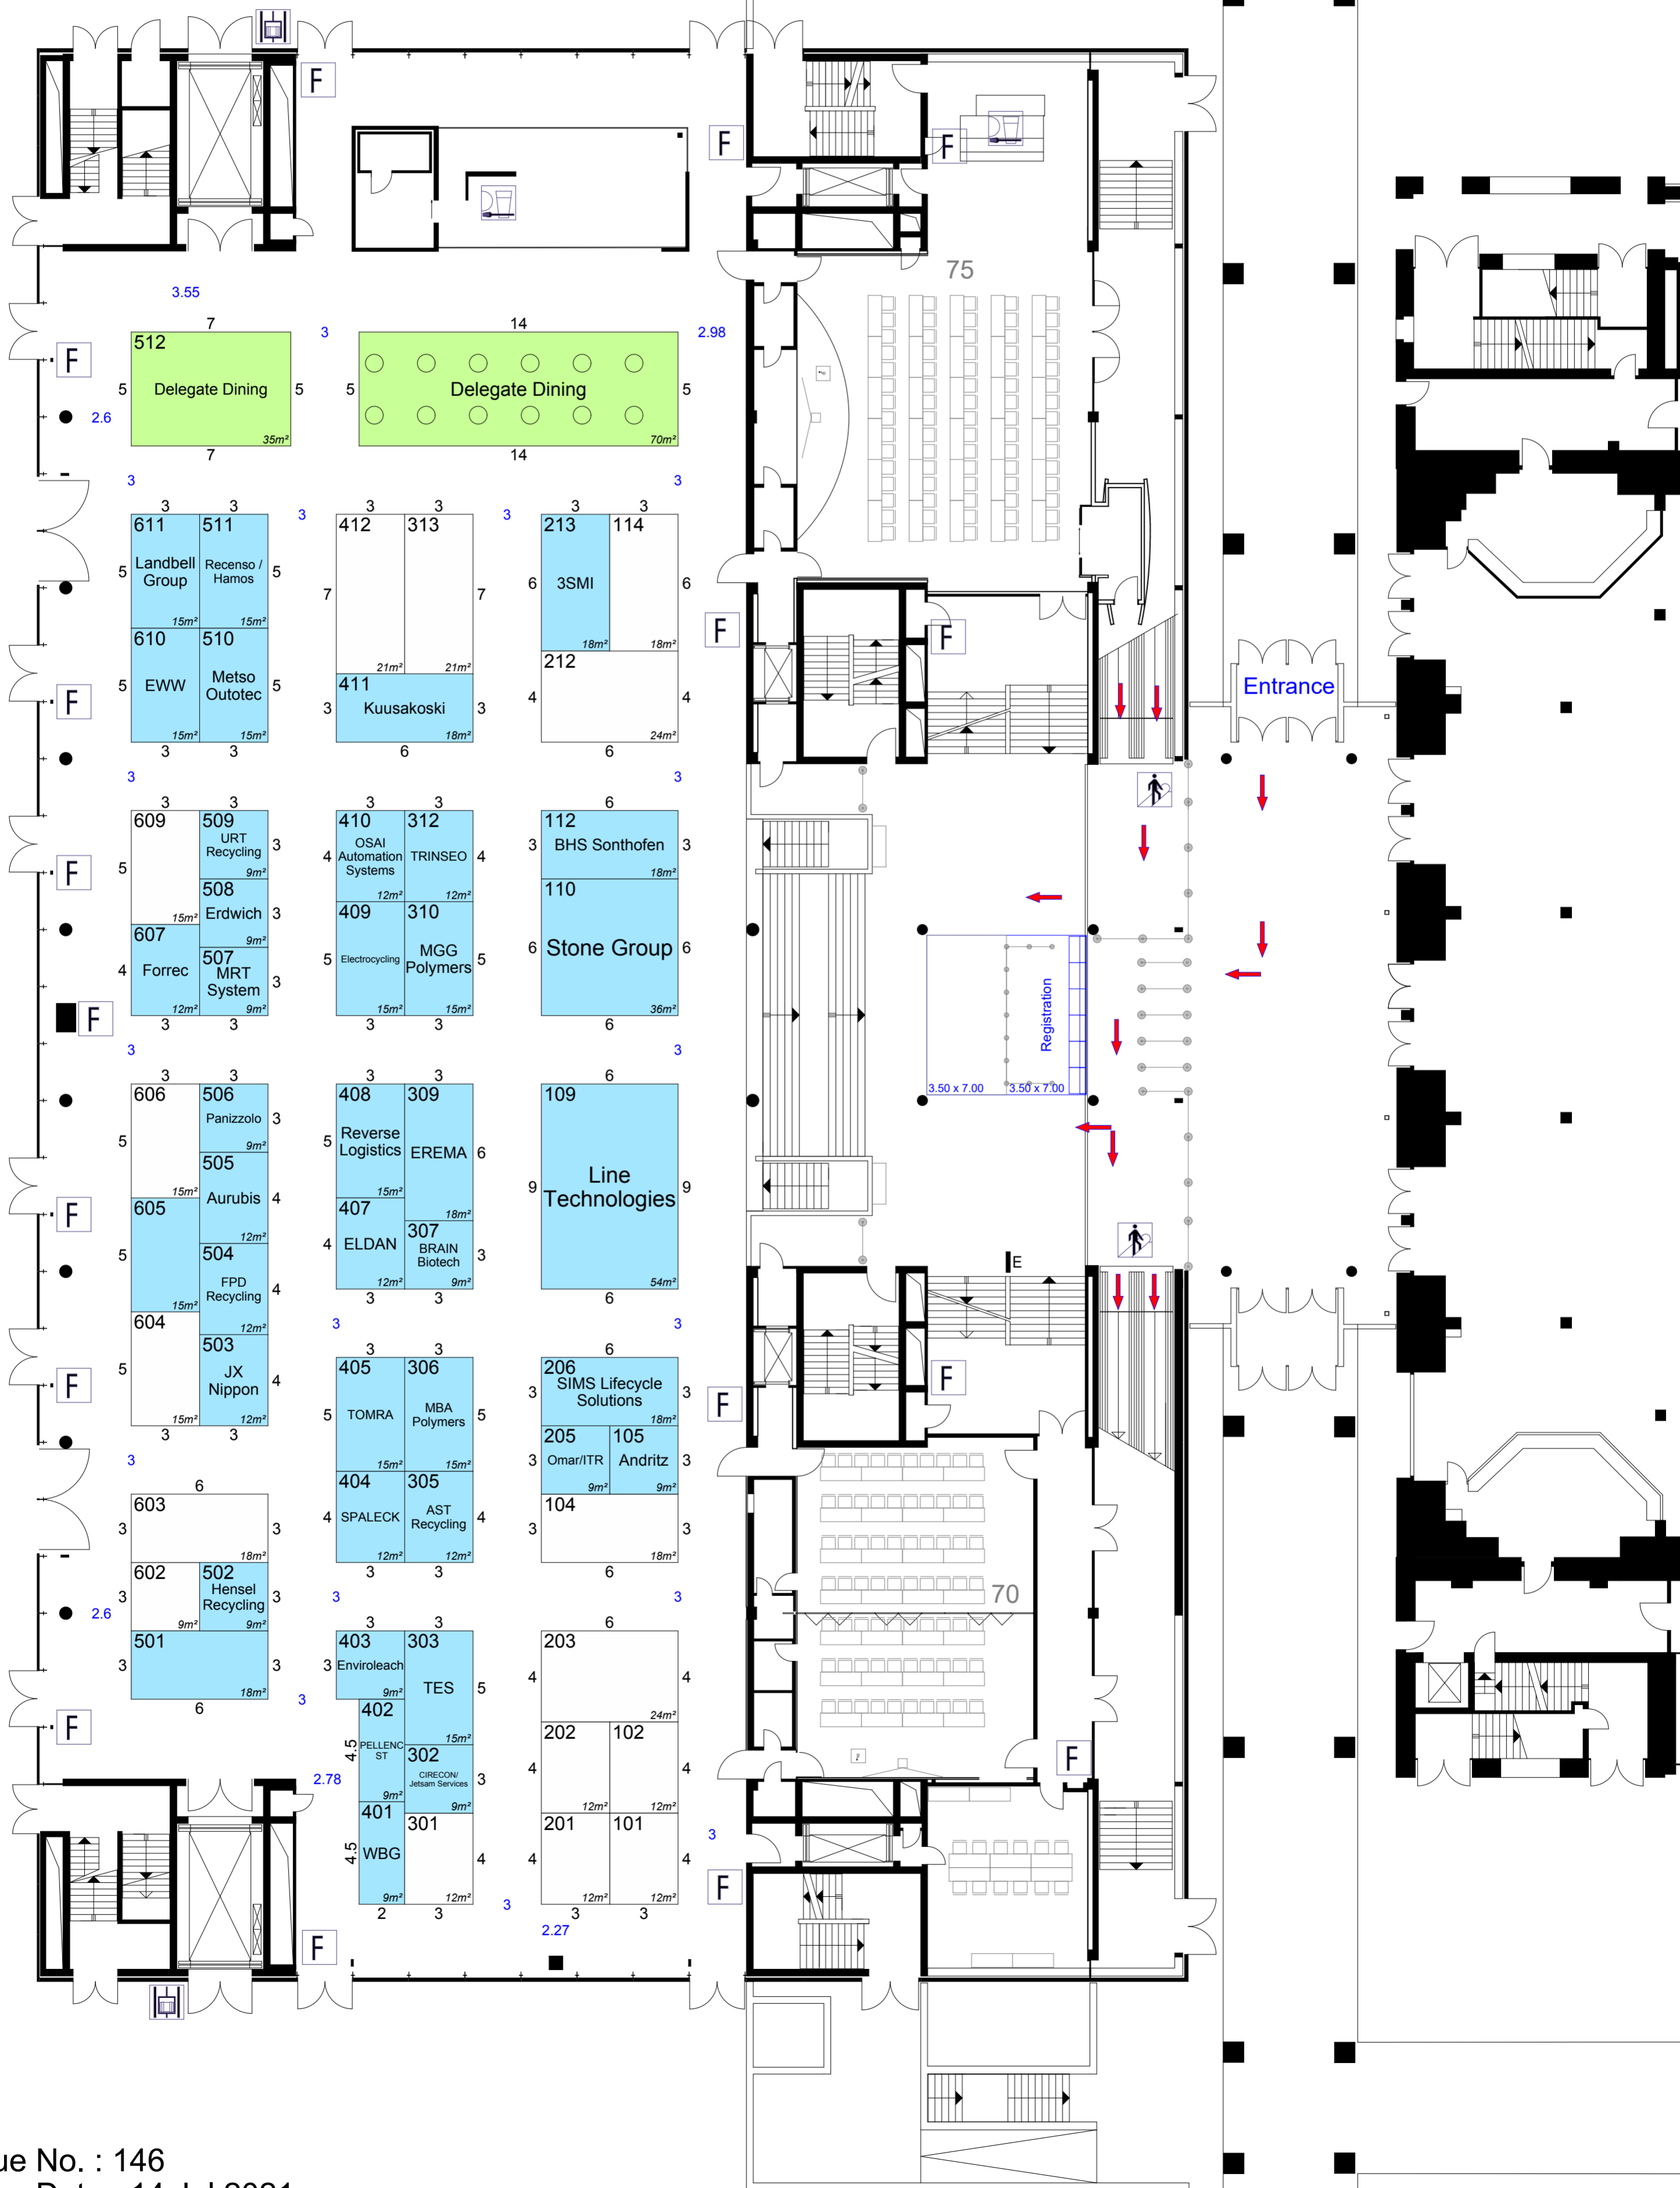 F
F
F
75
3.55
7
3
14
2.98
512
Delegate Dining
35m²
5
5
7
5
Delegate Dining
70m²
5
14
F
2.6
3
3
3
3
3
3
3
3
3
3
611
Landbell
Group
15m²
5
511
Recenso /
Hamos
15m²
5
412
21m²
7
313
21m²
7
213
3SMI
18m²
6
114
18m²
6
610
EWW
15m²
5
510
Metso
Outotec
15m²
5
411
Kuusakoski
18m²
3
3
212
24m²
4
4
F
F
F
3
3
6
6
Entrance
3
3
3
3
3
3
6
609
15m²
5
509
URT
Recycling
9m²
3
410
OSAI
Automation
Systems
12m²
4
312
TRINSEO
12m²
4
112
BHS Sonthofen
18m²
3
3
F
508
Erdwich
9m²
3
110
Stone Group
36m²
6
6
607
Forrec
12m²
4
507
MRT
System
9m²
3
409
Electrocycling
15m²
5
310
MGG
Polymers
15m²
5
F
3
3
3
3
6
Registration
3.50 x 7.00
3.50 x 7.00
3
3
3
3
3
3
6
606
15m²
5
506
Panizzolo
9m²
3
408
Reverse
Logistics
15m²
5
309
EREMA
18m²
6
109
Line
Technologies
54m²
9
9
505
Aurubis
12m²
4
605
15m²
5
407
ELDAN
12m²
4
307
BRAIN
Biotech
9m²
3
F
504
FPD
Recycling
12m²
4
3
3
6
E
604
15m²
5
3
3
3
3
6
503
JX
Nippon
12m²
4
405
TOMRA
15m²
5
306
MBA
Polymers
15m²
5
206
SIMS Lifecycle
Solutions
18m²
3
3
F
F
F
3
3
205
Omar/ITR
9m²
3
105
Andritz
9m²
3
3
6
404
SPALECK
12m²
4
305
AST
Recycling
12m²
4
104
18m²
3
3
603
18m²
3
3
3
3
6
602
9m²
3
502
Hensel
Recycling
9m²
3
2.6
3
3
70
501
18m²
3
3
6
3
3
3
6
403
Enviroleach
9m²
3
303
TES
15m²
5
203
24m²
4
4
3
402
PELLENC
ST
9m²
4.5
302
CIRECON/
Jetsam Services
9m²
3
202
12m²
4
102
12m²
4
F
F
2.78
401
WBG
9m²
4.5
301
12m²
4
201
12m²
4
101
12m²
4
3
F
2
3
3
3
3
2.27
F
ue No. : 146